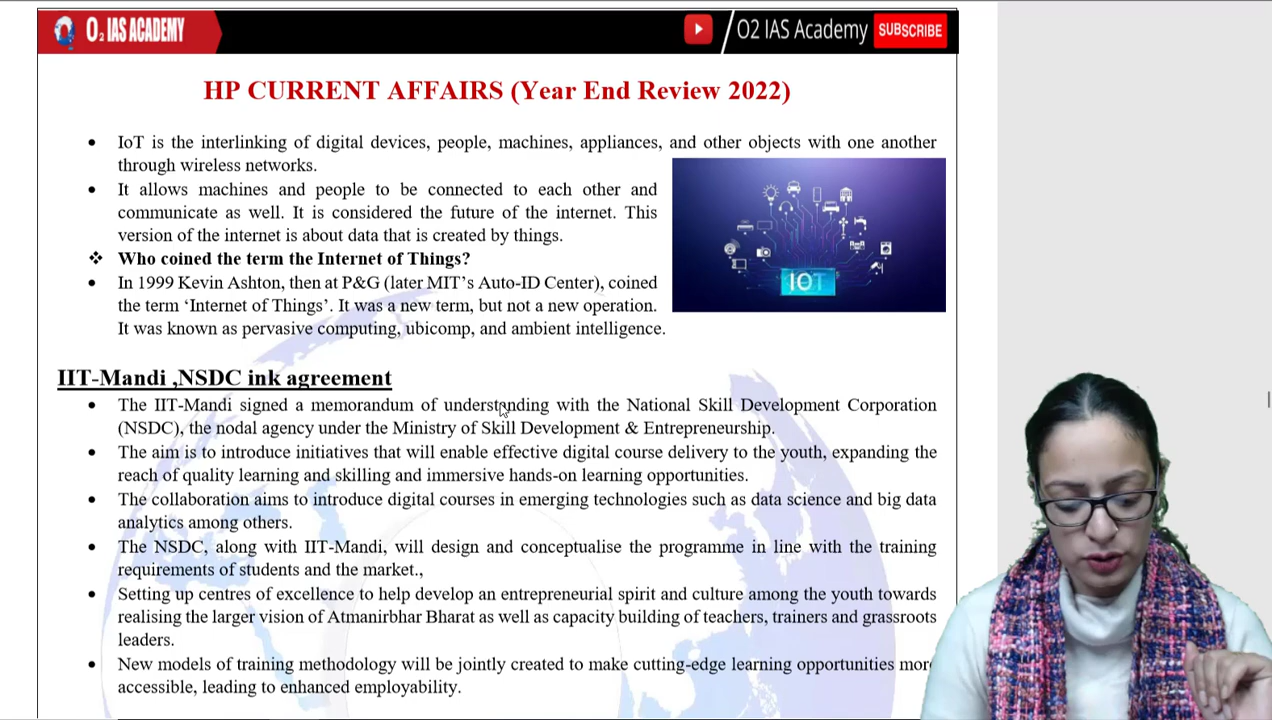 O₂ IAS ACADEMY
O2 IAS Academy SUBSCRIBE
HP CURRENT AFFAIRS (Year End Review 2022)
• IoT is the interlinking of digital devices, people, machines, appliances, and other objects with one another
through wireless networks.
• It allows machines and people to be connected to each other and
communicate as well. It is considered the future of the internet. This
version of the internet is about data that is created by things.
❖ Who coined the term the Internet of Things?
• In 1999 Kevin Ashton, then at P&G (later MIT's Auto-ID Center), coined
the term ‘Internet of Things’. It was a new term, but not a new operation.
It was known as pervasive computing, ubicomp, and ambient intelligence.
IOT
IIT-Mandi ,NSDC ink agreement
• The IIT-Mandi signed a memorandum of understanding with the National Skill Development Corporation
(NSDC), the nodal agency under the Ministry of Skill Development & Entrepreneurship.
• The aim is to introduce initiatives that will enable effective digital course delivery to the youth, expanding the
reach of quality learning and skilling and immersive hands-on learning opportunities.
• The collaboration aims to introduce digital courses in emerging technologies such as data science and big data
analytics among others.
• The NSDC, along with IIT-Mandi, will design and conceptualise the programme in line with the training
requirements of students and the market.,
• Setting up centres of excellence to help develop an entrepreneurial spirit and culture among the youth towards
realising the larger vision of Atmanirbhar Bharat as well as capacity building of teachers, trainers and grassroots
leaders.
• New models of training methodology will be jointly created to make cutting-edge learning opportunities mor
accessible, leading to enhanced employability.